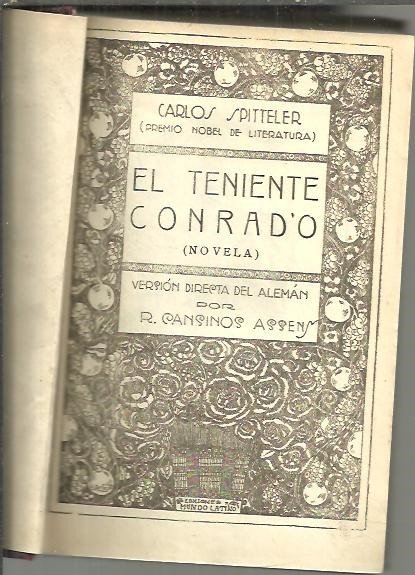 CARLOS SPITTELER
(PREMIO NOBEL DE LITERATURA)
EL TENIENTE
CONRADO
(NOVELA)
VERSIÓN DIRECTA DEL ALEMÁN
POR
R. CANSINOS ASSENS
EDICIONES
MUNDO LATINO